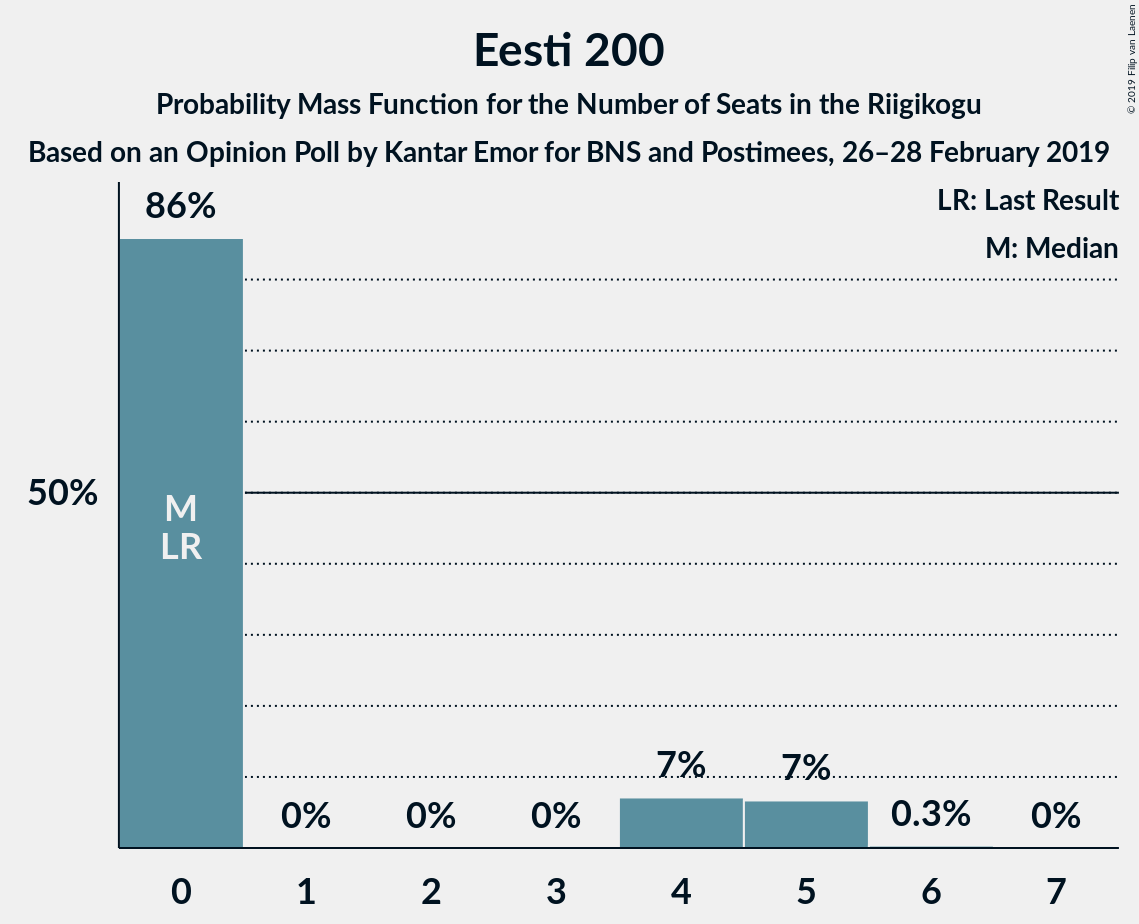 Eesti 200
Probability Mass Function for the Number of Seats in the Riigikogu
Based on an Opinion Poll by Kantar Emor for BNS and Postimees, 26–28 February 2019
© 2019 Filip van Laenen
LR: Last Result
M: Median
86%
50%
M
LR
0% 0% 0% 7% 7% 0.3% 0%
0 1 2 3 4 5 6 7